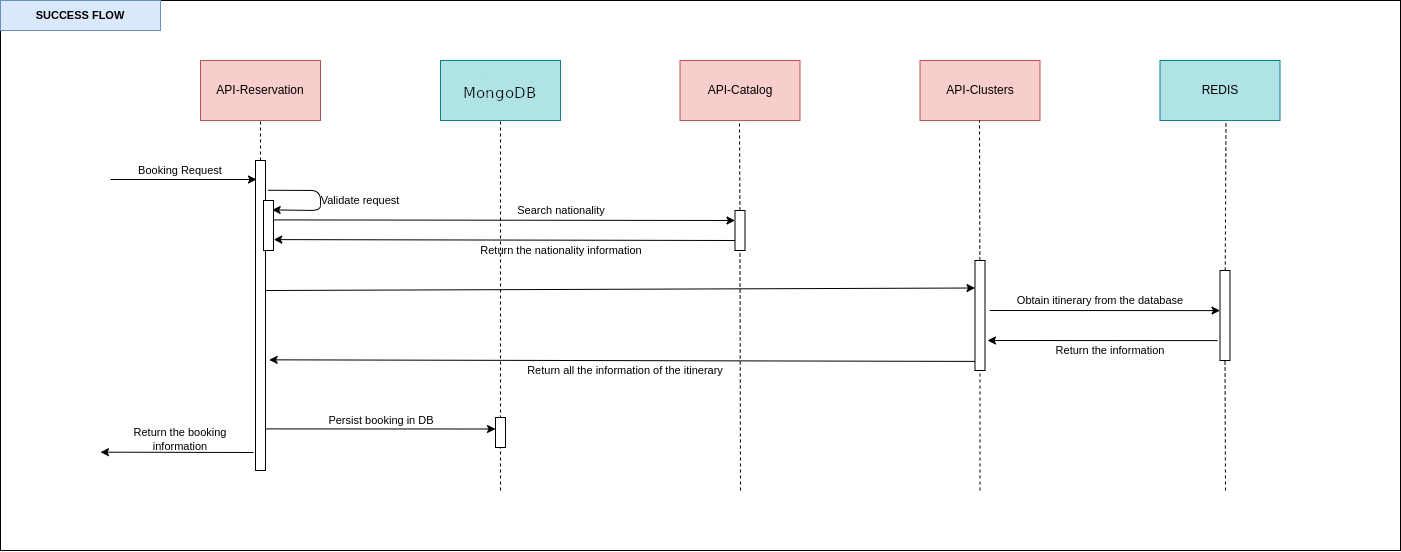 SUCCESS FLOW
API-Reservation
MongoDB
API-Catalog
API-Clusters
REDIS
Booking Request
Validate request
Search nationality
Return the nationality information
Obtain itinerary from the database
Return the information
Return all the information of the itinerary
Persist booking in DB
Return the booking
information